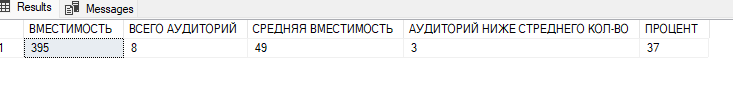 Results Messages
ВМЕСТИМОСТЬ ВСЕГО АУДИТОРИЙ СРЕДНЯЯ ВМЕСТИМОСТЬ АУДИТОРИЙ НИЖЕ СТРЕДНЕГО КОЛ-ВО ПРОЦЕНТ
1 395 8 49 3 37